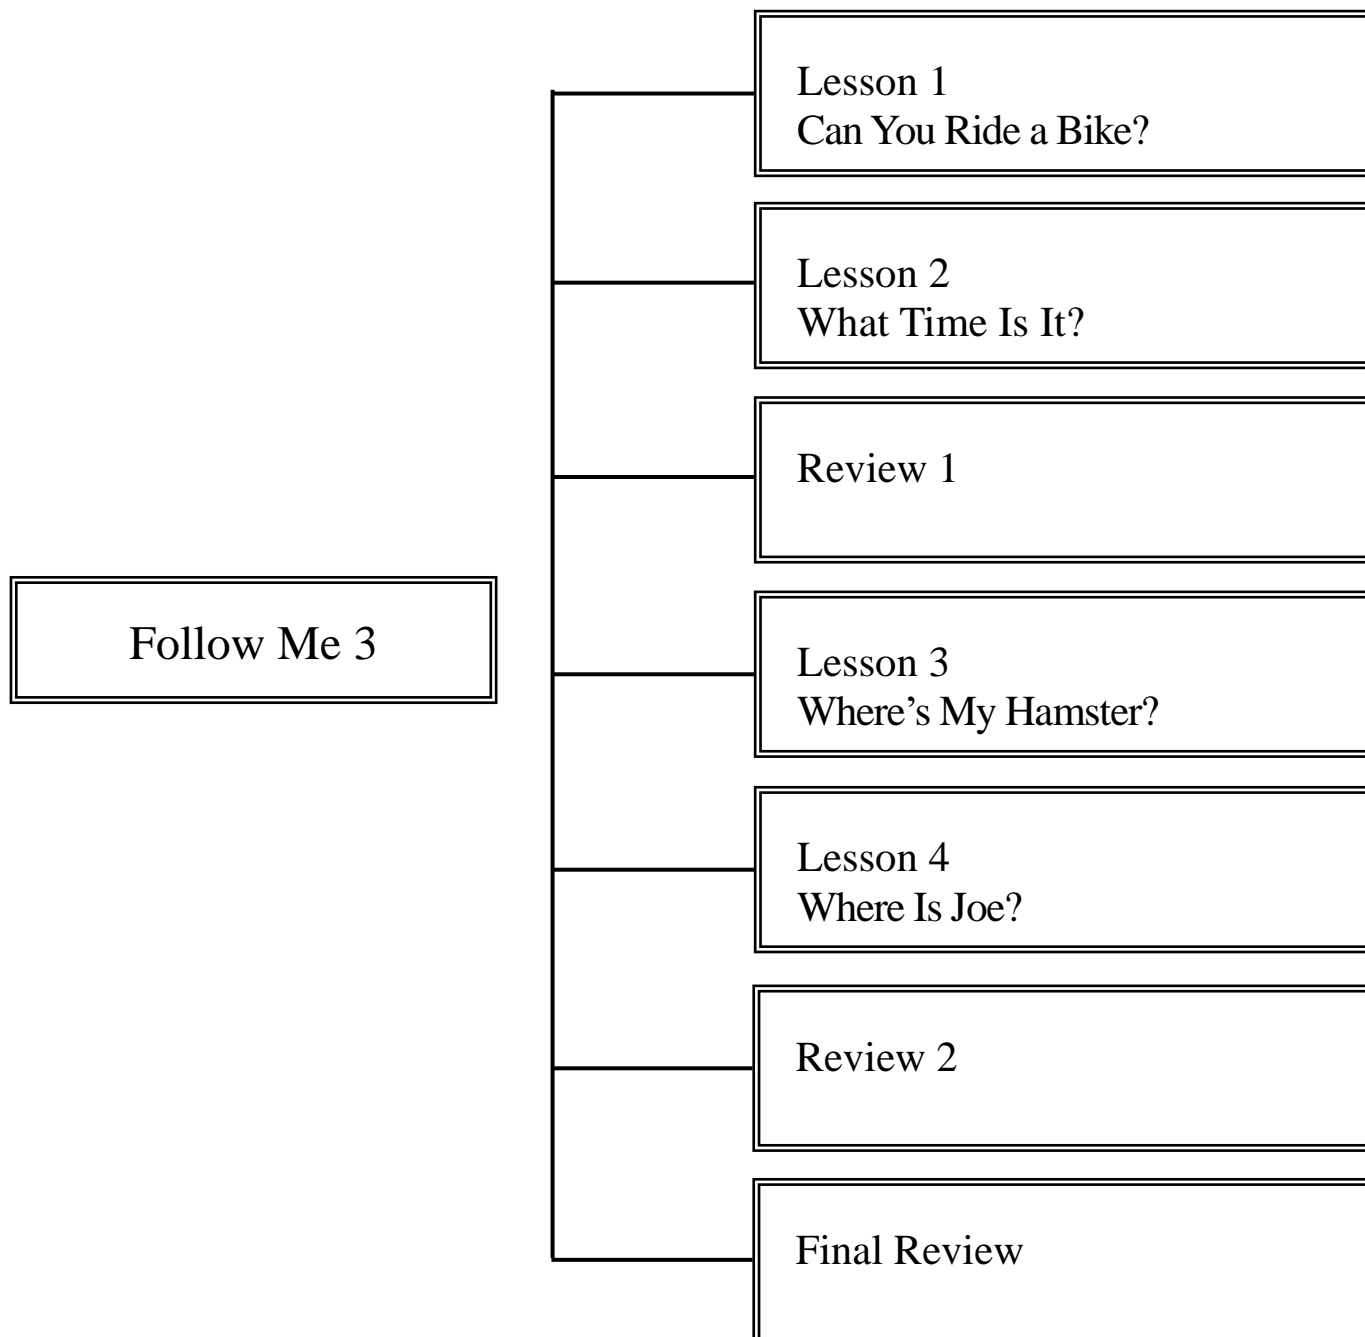 Follow Me 3
Lesson 1
Can You Ride a Bike?
Lesson 2
What Time Is It?
Review 1
Lesson 3
Where’s My Hamster?
Lesson 4
Where Is Joe?
Review 2
Final Review